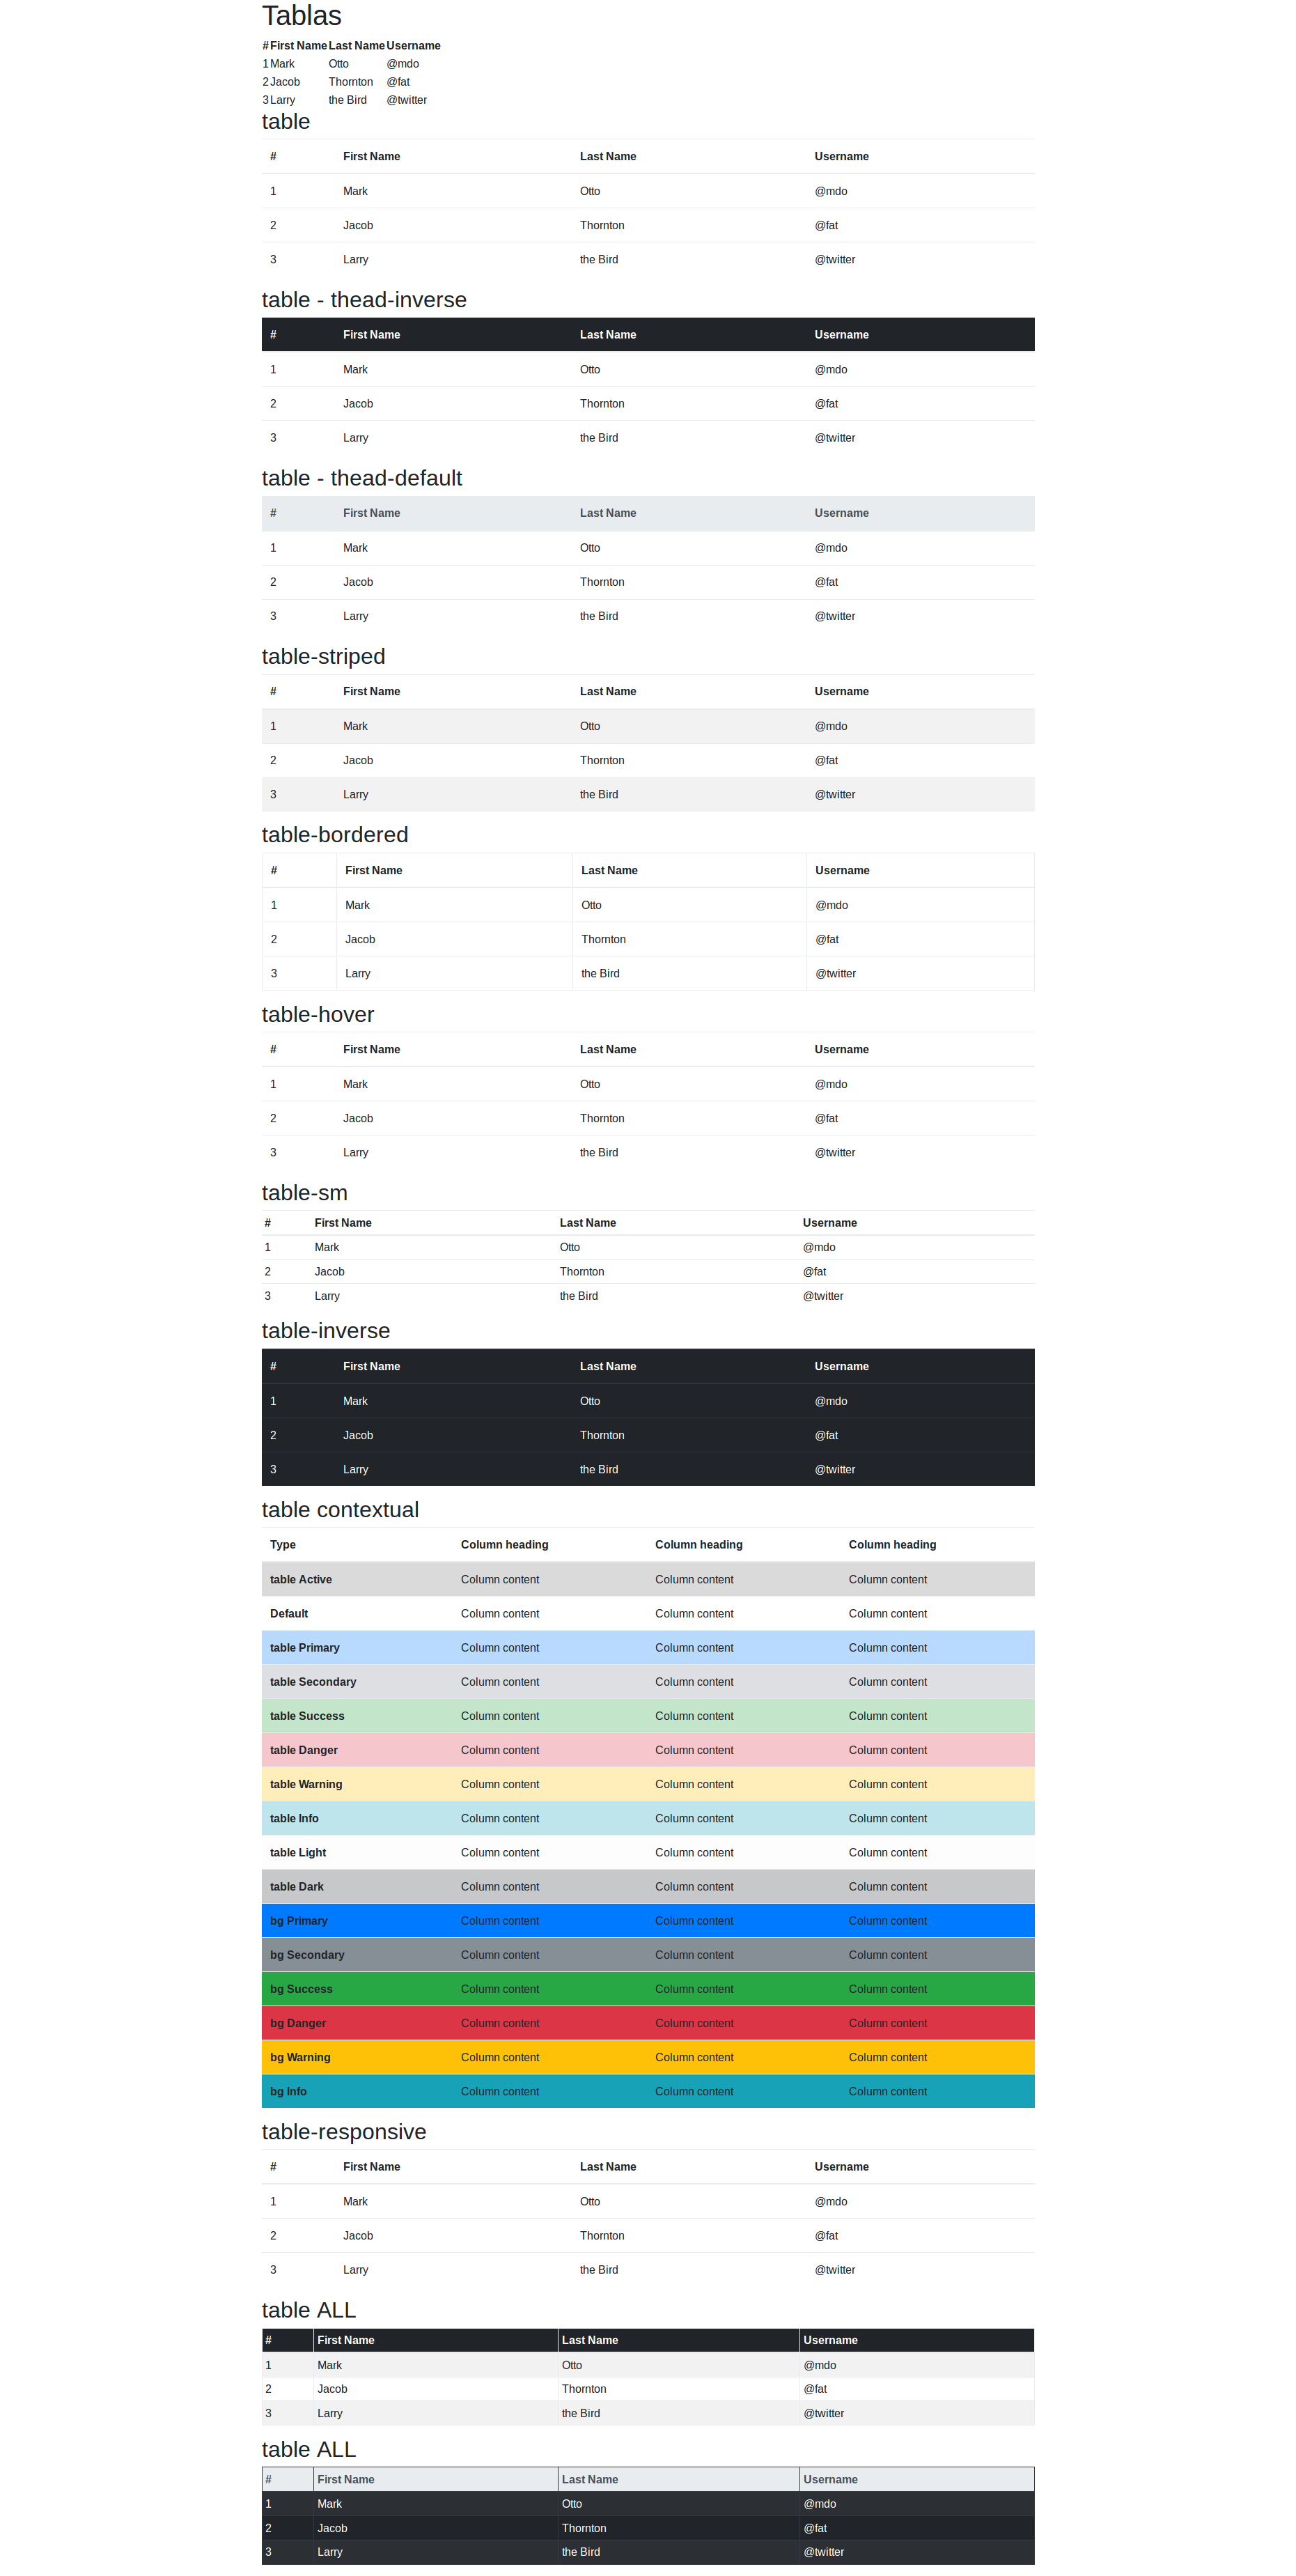 Tablas
# First Name Last Name Username
1 Mark Otto @mdo
2 Jacob Thornton @fat
3 Larry the Bird @twitter
table
# First Name Last Name Username
1 Mark Otto @mdo
2 Jacob Thornton @fat
3 Larry the Bird @twitter
table - thead-inverse
# First Name Last Name Username
1 Mark Otto @mdo
2 Jacob Thornton @fat
3 Larry the Bird @twitter
table - thead-default
# First Name Last Name Username
1 Mark Otto @mdo
2 Jacob Thornton @fat
3 Larry the Bird @twitter
table-striped
# First Name Last Name Username
1 Mark Otto @mdo
2 Jacob Thornton @fat
3 Larry the Bird @twitter
table-bordered
# First Name Last Name Username
1 Mark Otto @mdo
2 Jacob Thornton @fat
3 Larry the Bird @twitter
table-hover
# First Name Last Name Username
1 Mark Otto @mdo
2 Jacob Thornton @fat
3 Larry the Bird @twitter
table-sm
# First Name Last Name Username
1 Mark Otto @mdo
2 Jacob Thornton @fat
3 Larry the Bird @twitter
table-inverse
# First Name Last Name Username
1 Mark Otto @mdo
2 Jacob Thornton @fat
3 Larry the Bird @twitter
table contextual
Type Column heading Column heading Column heading
table Active Column content Column content Column content
Default Column content Column content Column content
table Primary Column content Column content Column content
table Secondary Column content Column content Column content
table Success Column content Column content Column content
table Danger Column content Column content Column content
table Warning Column content Column content Column content
table Info Column content Column content Column content
table Light Column content Column content Column content
table Dark Column content Column content Column content
bg Primary Column content Column content Column content
bg Secondary Column content Column content Column content
bg Success Column content Column content Column content
bg Danger Column content Column content Column content
bg Warning Column content Column content Column content
bg Info Column content Column content Column content
table-responsive
# First Name Last Name Username
1 Mark Otto @mdo
2 Jacob Thornton @fat
3 Larry the Bird @twitter
table ALL
# First Name Last Name Username
1 Mark Otto @mdo
2 Jacob Thornton @fat
3 Larry the Bird @twitter
table ALL
# First Name Last Name Username
1 Mark Otto @mdo
2 Jacob Thornton @fat
3 Larry the Bird @twitter